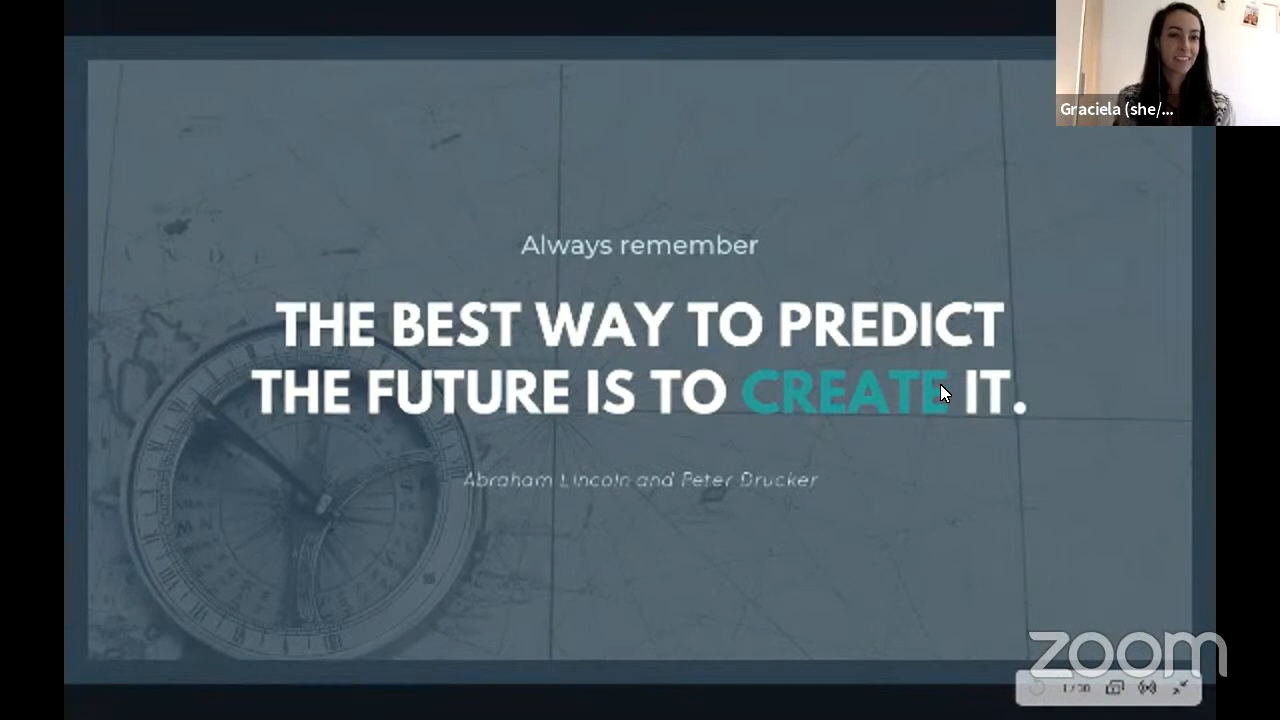 Graciela (she/...
Always remember
THE BEST WAY TO PREDICT
THE FUTURE IS TO CREATE IT.
Abraham Lincoln and Peter Drucker
zoom